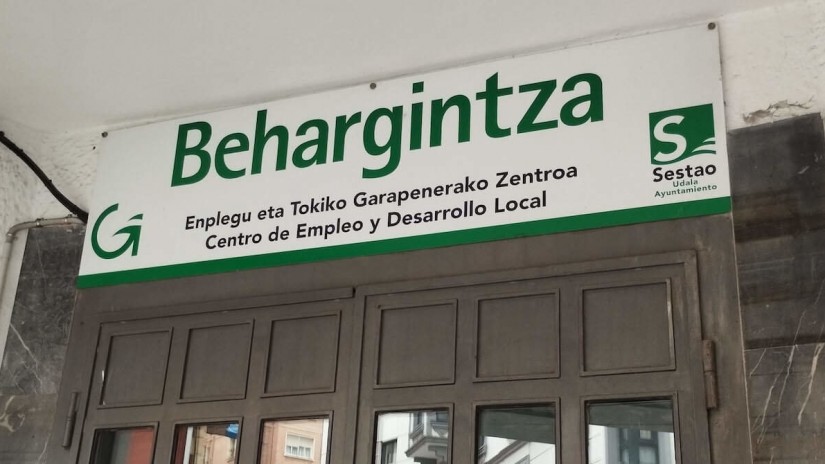 Behargintza
Enplegu eta Tokiko Garapenerako Zentroa
Centro de Empleo y Desarrollo Local
G
S
Sestao
Udala
Ayuntamiento